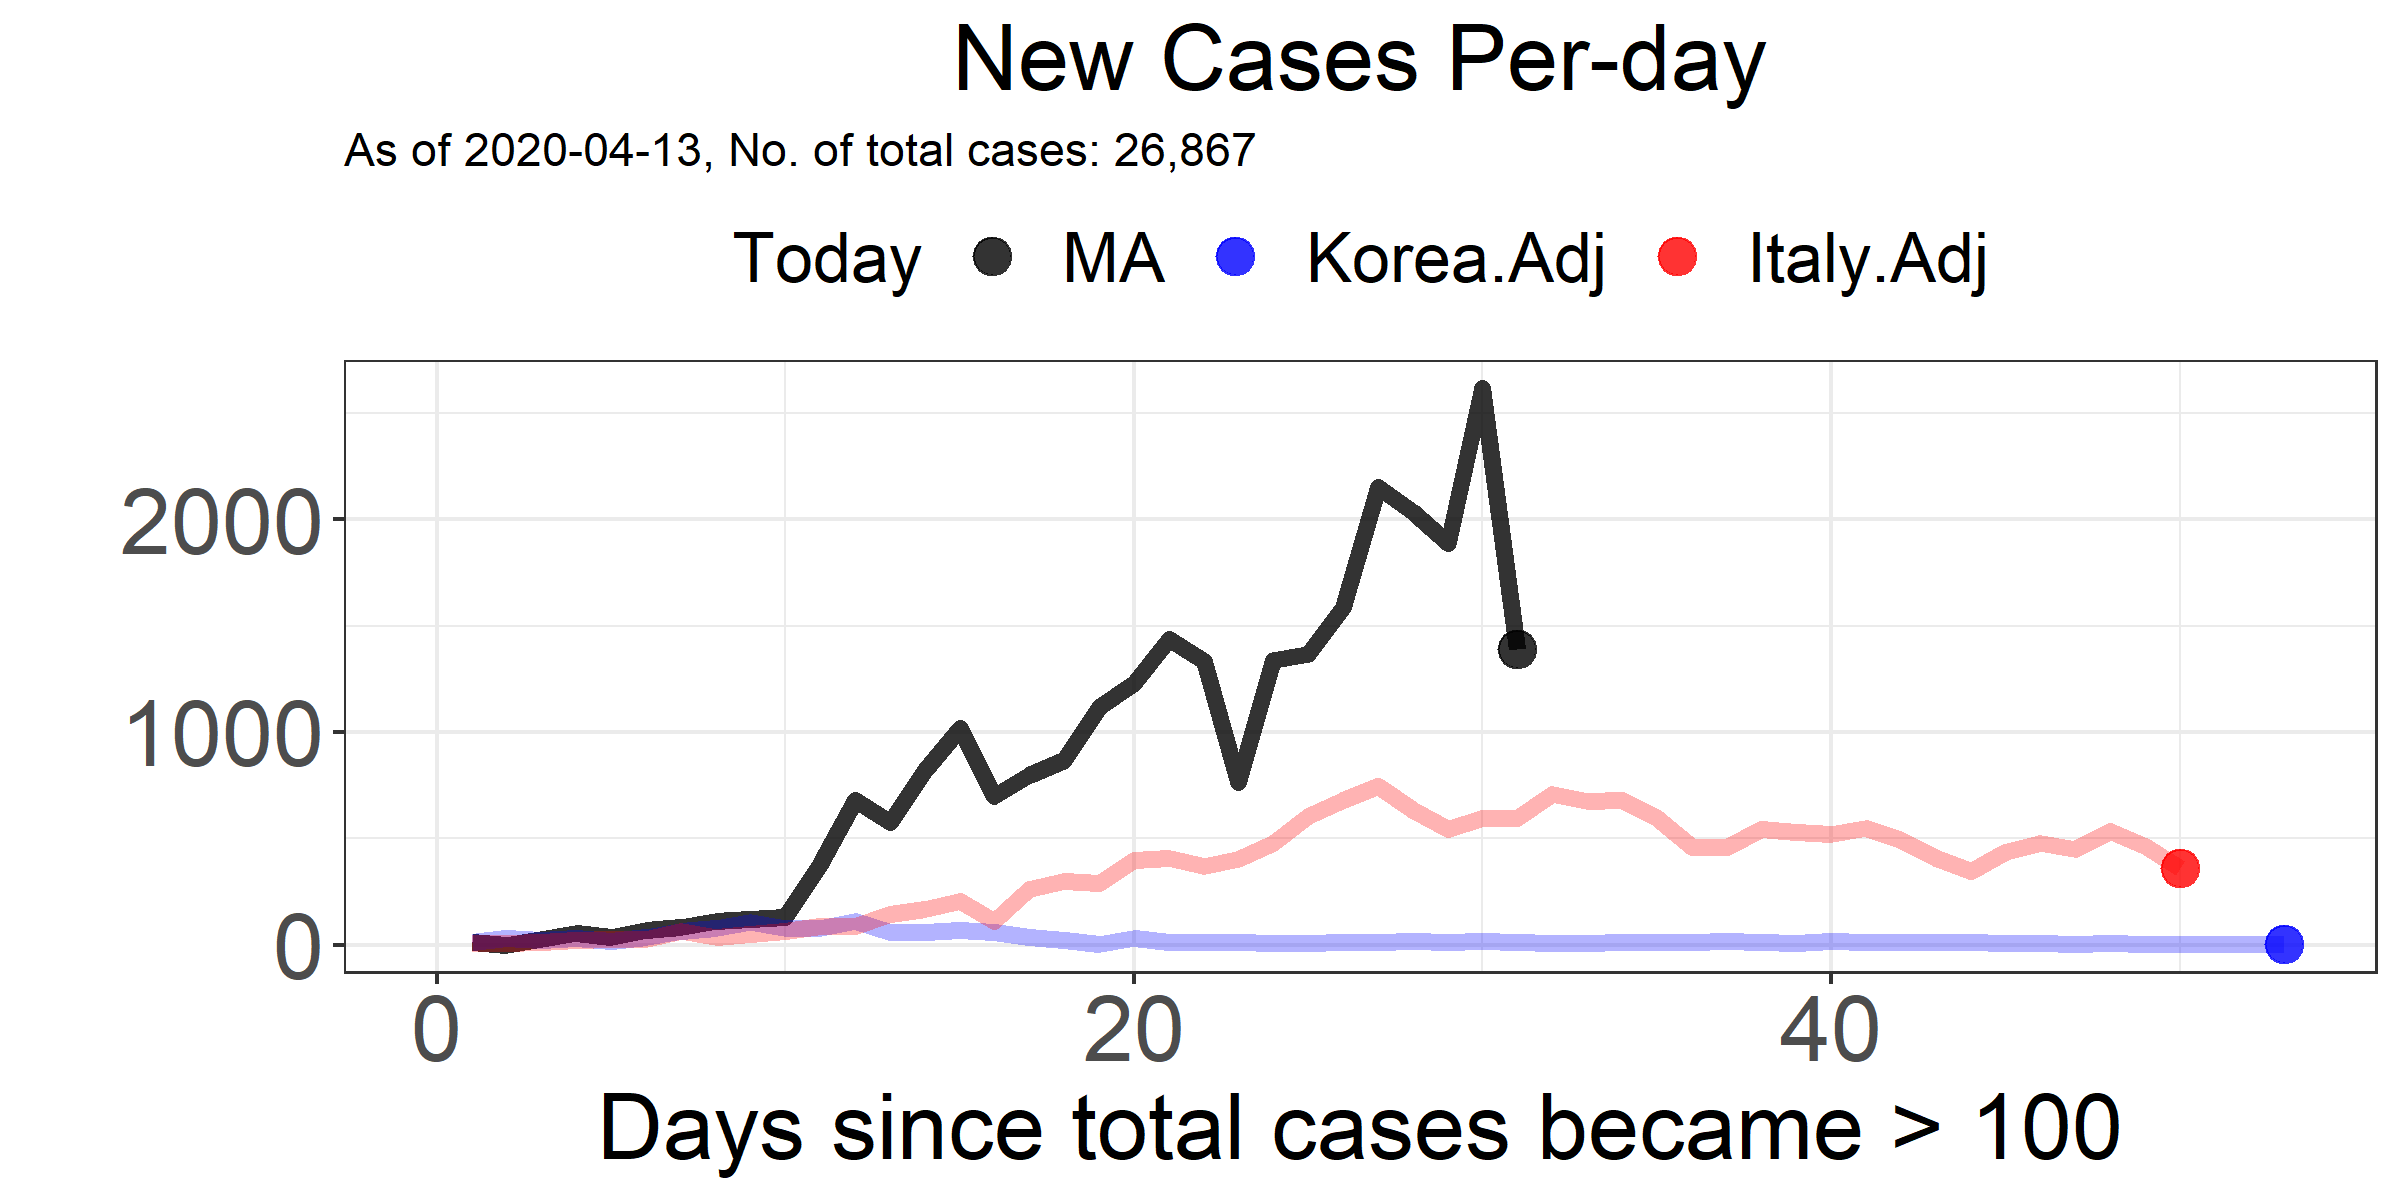 New Cases Per-day
As of 2020-04-13, No. of total cases: 26,867
Today MA Korea.Adj Italy.Adj
2000
1000
0
0 20 40
Days since total cases became > 100